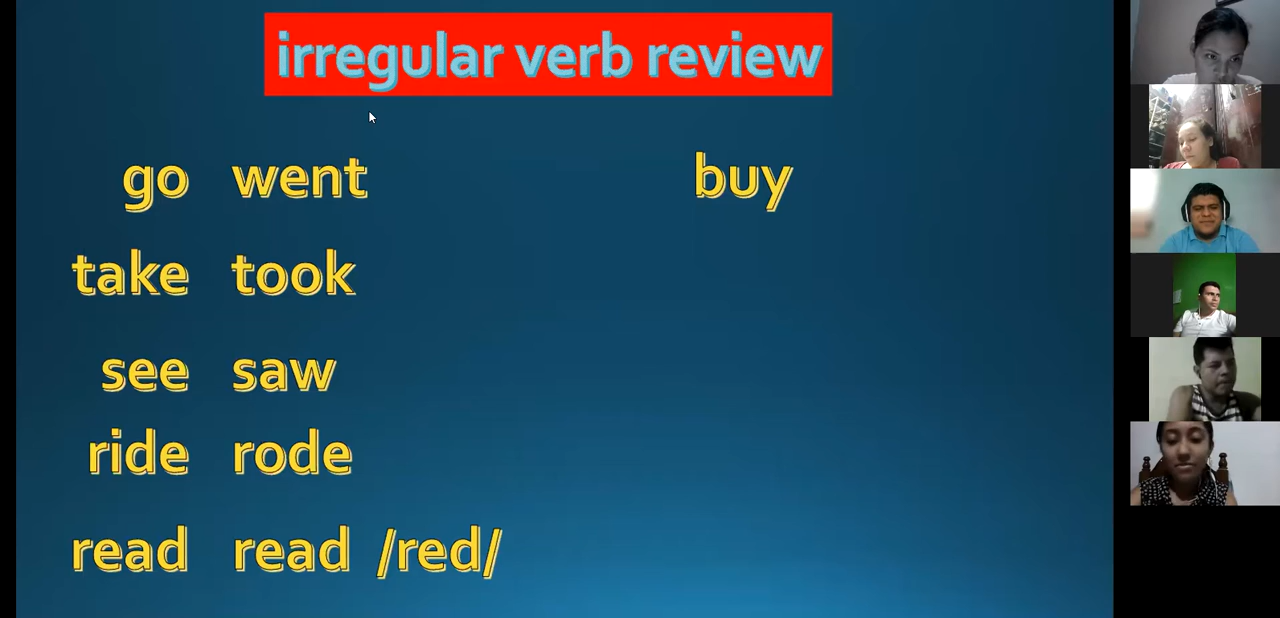 irregular verb review
go went buy
take took
see saw
ride rode
read read /red/